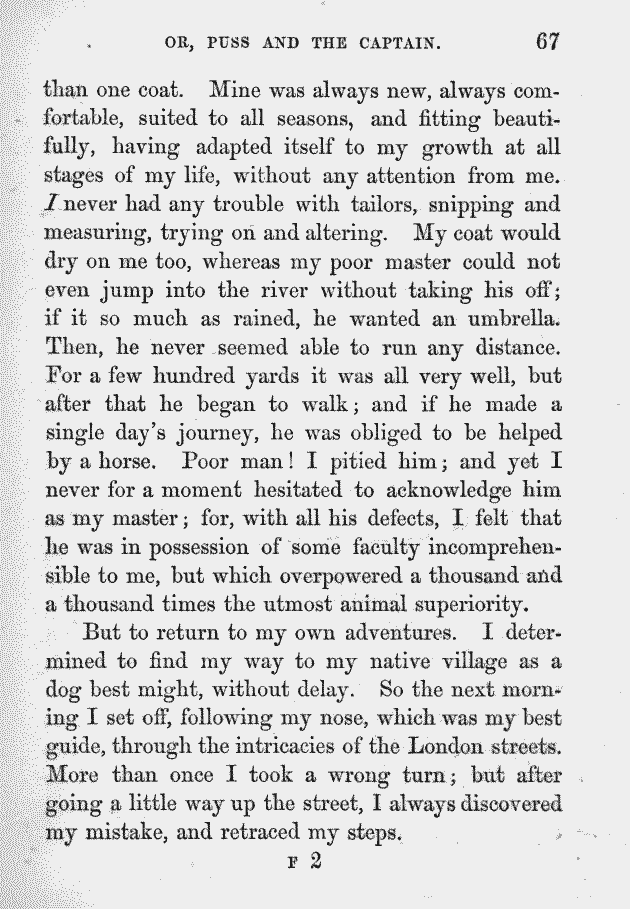 OR, PUSS AND THE CAPTAIN. 67
than one coat. Mine was always new, always com-
fortable, suited to all seasons, and fitting beauti-
fully, having adapted itself to my growth at all
stages of my life, without any attention from me.
I never had any trouble with tailors, snipping and
measuring, trying on and altering. My coat would
dry on me too, whereas my poor master could not
even jump into the river without taking his off;
if it so much as rained, he wanted an umbrella.
Then, he never seemed able to run any distance.
For a few hundred yards it was all very well, but
after that he began to walk; and if he made a
single day's journey, he was obliged to be helped
by a horse. Poor man! I pitied him; and yet I
never for a moment hesitated to acknowledge him
as my master; for, with all his defects, I felt that
he was in possession of some faculty incomprehen-
sible to me, but which overpowered a thousand and
a thousand times the utmost animal superiority.
But to return to my own adventures. I deter-
mined to find my way to my native village as a
dog best might, without delay. So the next morn-
ing I set off, following my nose, which was my best
guide, through the intricacies of the London streets.
More than once I took a wrong turn; but after
going a little way up the street, I always discovered
my mistake, and retraced my steps.
F 2